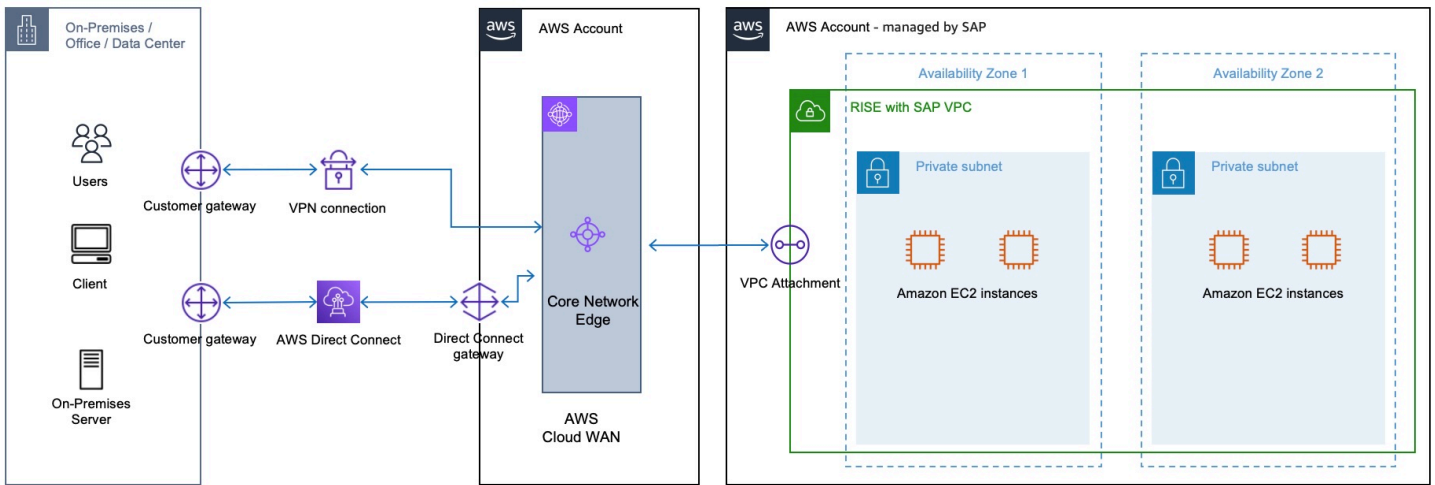 On-Premises /
Office / Data Center
Users
Client
On-Premises
Server
Customer gateway
VPN connection
Customer gateway
AWS Direct Connect
Direct Connect
gateway
aws
AWS Account
Core Network
Edge
AWS
Cloud WAN
aws
AWS Account - managed by SAP
Availability Zone 1
Availability Zone 2
RISE with SAP VPC
VPC Attachment
Private subnet
Amazon EC2 instances
Private subnet
Amazon EC2 instances